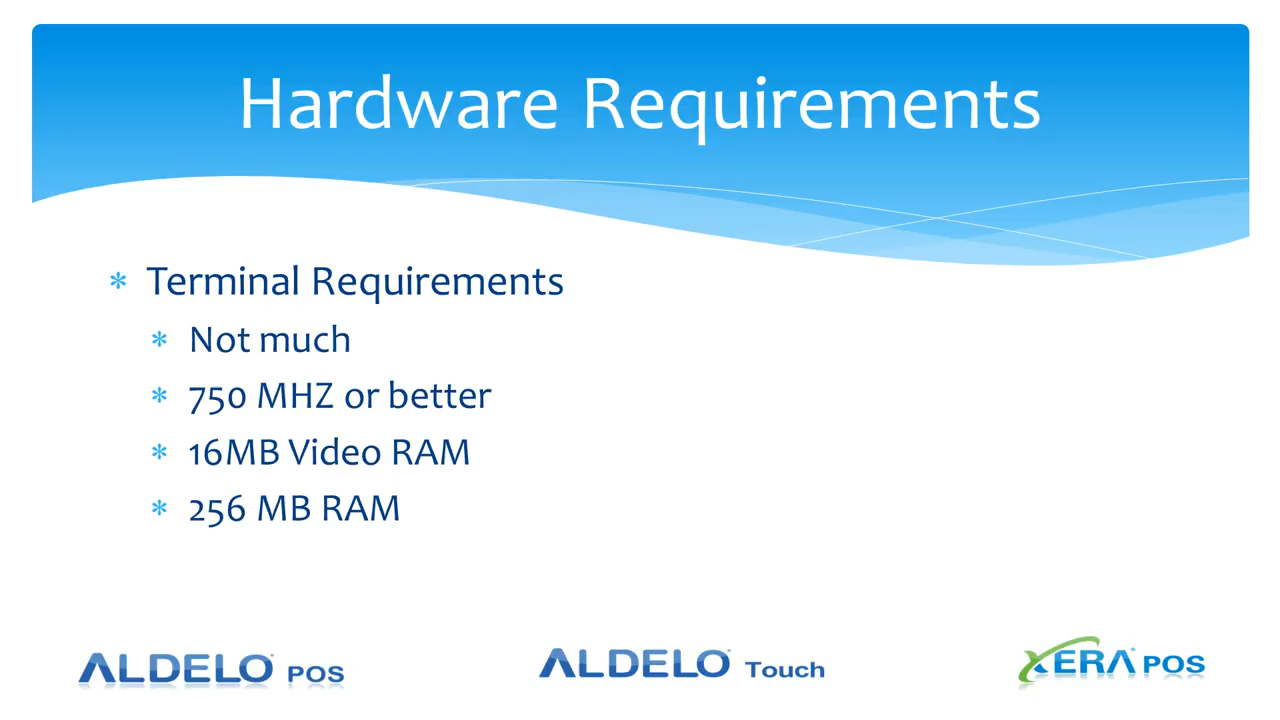 Hardware Requirements
* Terminal Requirements
* Not much
* 750 MHZ or better
* 16MB Video RAM
* 256 MB RAM
ALDELO POS
ALDELO Touch
XERA POS